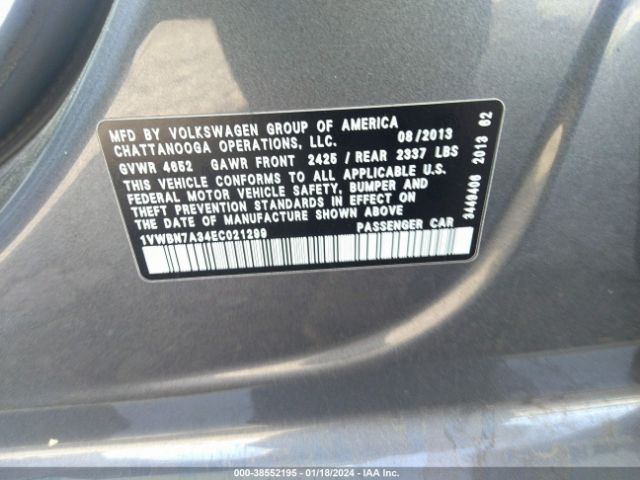 MFD BY VOLKSWAGEN GROUP OF AMERICA
CHATTANOOGA OPERATIONS, LLC. 08/2013
GVWR 4652 GAWR FRONT 2425 / REAR 2337 LBS
THIS VEHICLE CONFORMS TO ALL APPLICABLE U.S.
FEDERAL MOTOR VEHICLE SAFETY, BUMPER AND
THEFT PREVENTION STANDARDS IN EFFECT ON
THE DATE OF MANUFACTURE SHOWN ABOVE
1VWBN7A34EC021299 PASSENGER CAR
3449406 2013 62
000-38552195 - 01/18/2024 - IAA Inc.